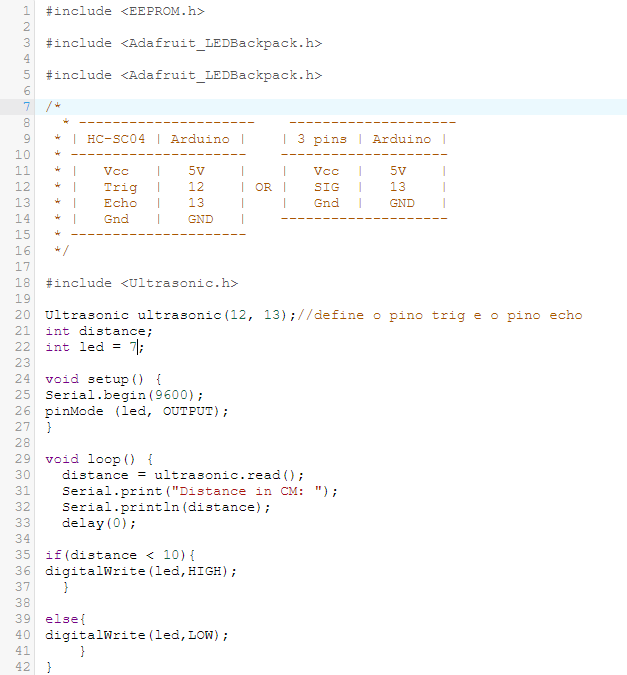 1 #include <EEPROM.h>
2
3 #include <Adafruit_LEDBackpack.h>
4
5 #include <Adafruit_LEDBackpack.h>
6
7 /*
8   * ---------------------    --------------------
9  * | HC-SC04 | Arduino |    | 3 pins | Arduino |
10  * ---------------------    --------------------
11  * |   Vcc   |   5V    |    |   Vcc  |   5V    |
12  * |   Trig  |   12    | OR |   SIG  |   13    |
13  * |   Echo  |   13    |    |   Gnd  |   GND   |
14  * |   Gnd   |   GND   |    --------------------
15  * ---------------------
16  */
17
18 #include <Ultrasonic.h>
19
20 Ultrasonic ultrasonic(12, 13);//define o pino trig e o pino echo
21 int distance;
22 int led = 7;
23
24 void setup() {
25 Serial.begin(9600);
26 pinMode (led, OUTPUT);
27 }
28
29 void loop() {
30   distance = ultrasonic.read();
31   Serial.print("Distance in CM: ");
32   Serial.println(distance);
33   delay(0);
34
35 if(distance < 10){
36 digitalWrite(led,HIGH);
37   }
38
39 else{
40 digitalWrite(led,LOW);
41     }
42 }